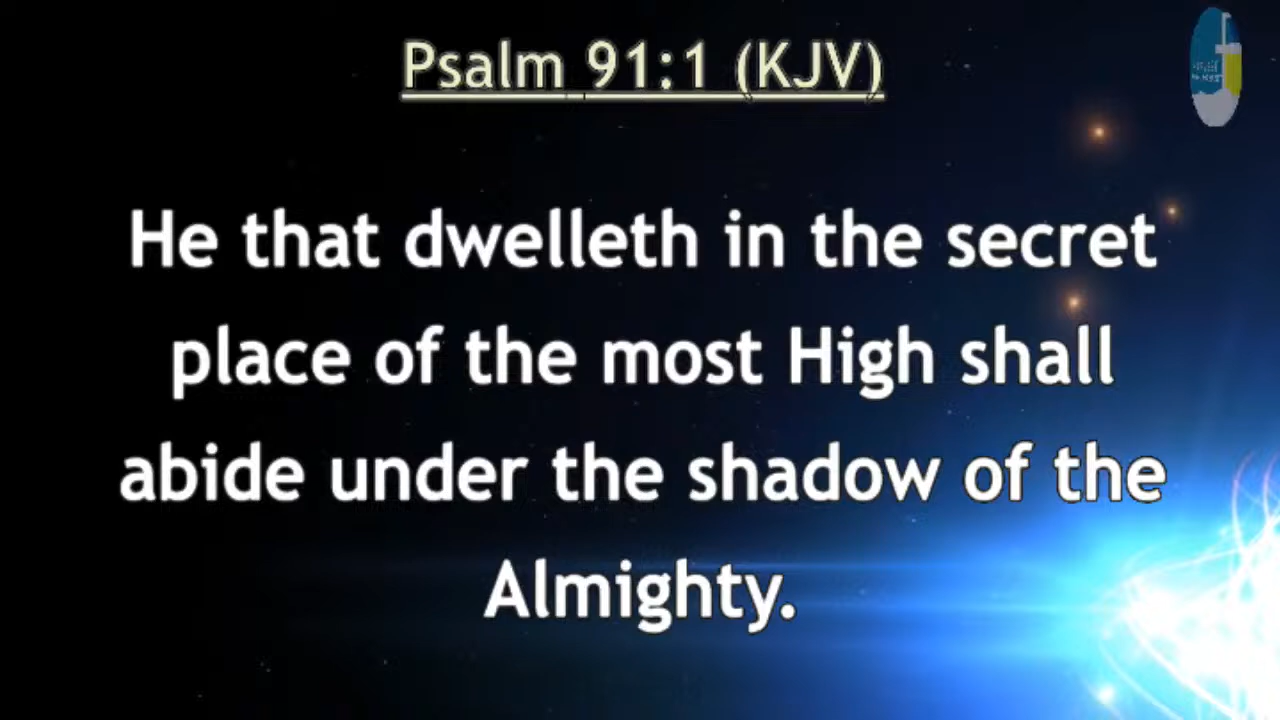 Psalm 91:1 (KJV)
He that dwelleth in the secret
place of the most High shall
abide under the shadow of the
Almighty.